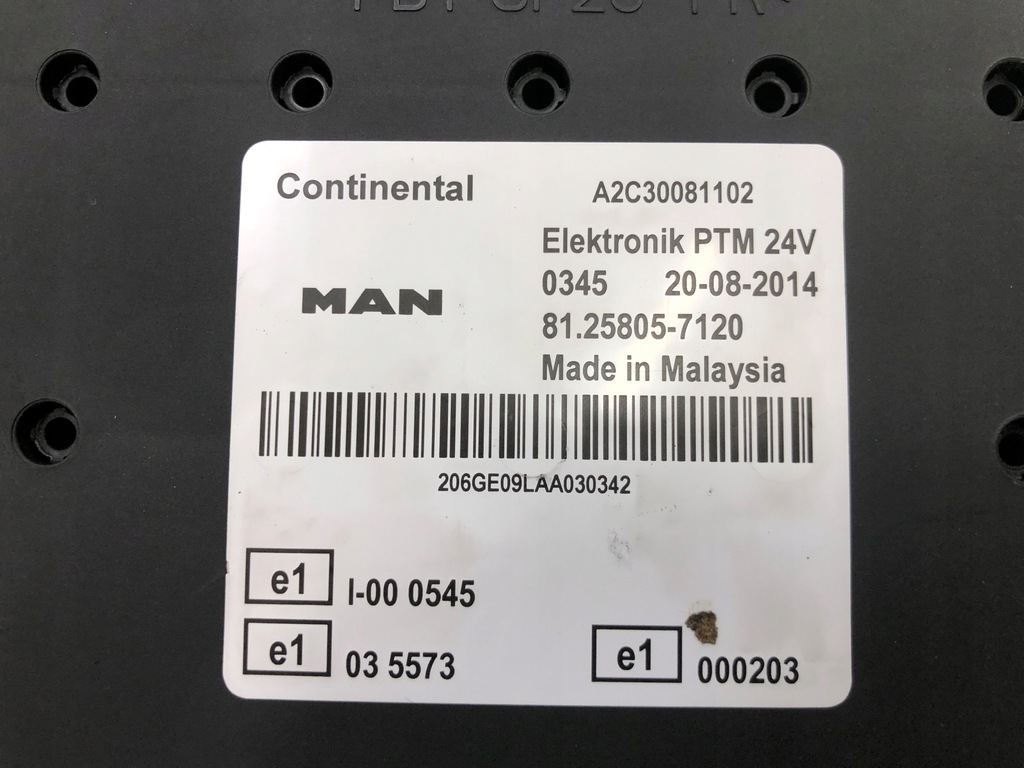 Continental A2C30081102
Elektronik PTM 24V
0345 20-08-2014
MAN
81.25805-7120
Made in Malaysia
206GE09LAA030342
e1 I-00 0545
e1 03 5573
e1 000203